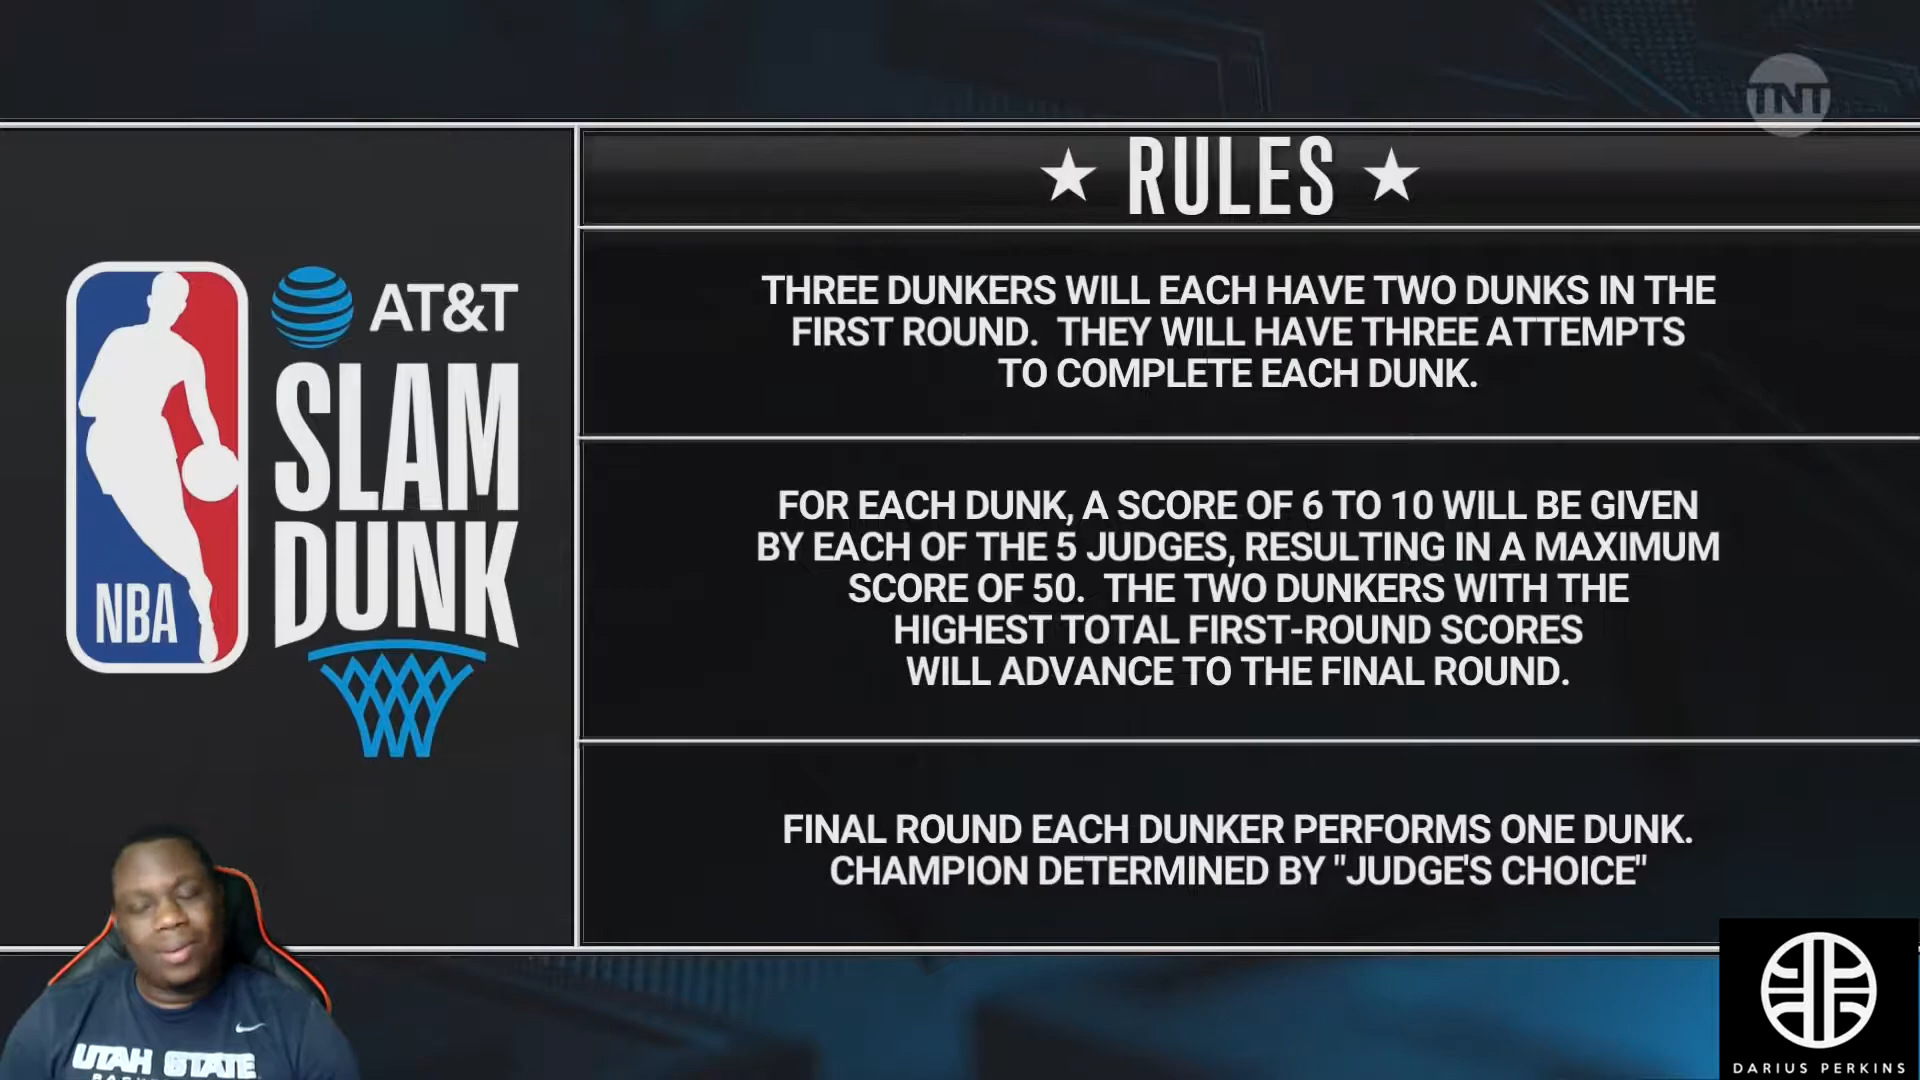 TNT
★ RULES ★
THREE DUNKERS WILL EACH HAVE TWO DUNKS IN THE
FIRST ROUND. THEY WILL HAVE THREE ATTEMPTS
TO COMPLETE EACH DUNK.
NBA
AT&T
SLAM
DUNK
FOR EACH DUNK, A SCORE OF 6 TO 10 WILL BE GIVEN
BY EACH OF THE 5 JUDGES, RESULTING IN A MAXIMUM
SCORE OF 50. THE TWO DUNKERS WITH THE
HIGHEST TOTAL FIRST-ROUND SCORES
WILL ADVANCE TO THE FINAL ROUND.
FINAL ROUND EACH DUNKER PERFORMS ONE DUNK.
CHAMPION DETERMINED BY "JUDGE'S CHOICE"
UTAH STATE
DARIUS PERKINS